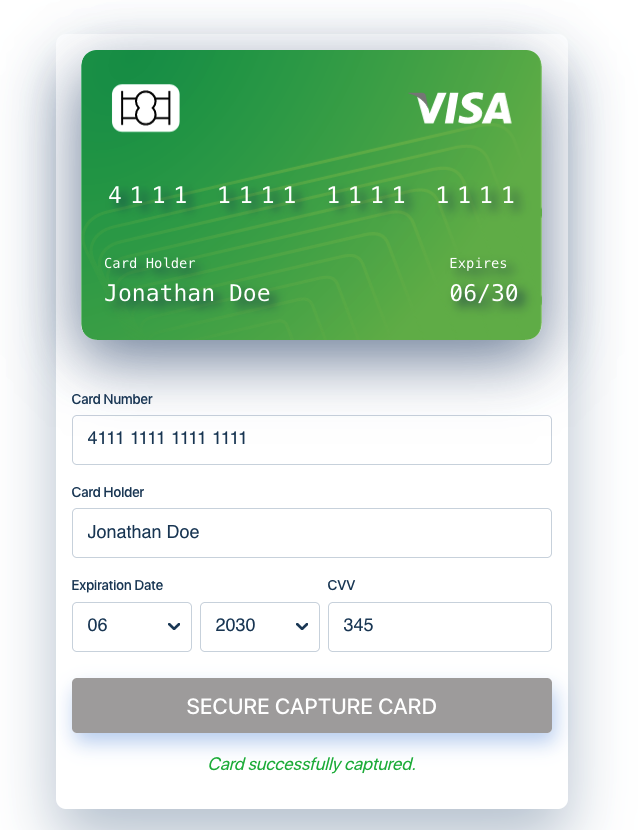 VISA
4111 1111 1111 1111
Card Holder Expires
Jonathan Doe 06/30
Card Number
4111 1111 1111 1111
Card Holder
Jonathan Doe
Expiration Date CVV
06 2030 345
SECURE CAPTURE CARD
Card successfully captured.